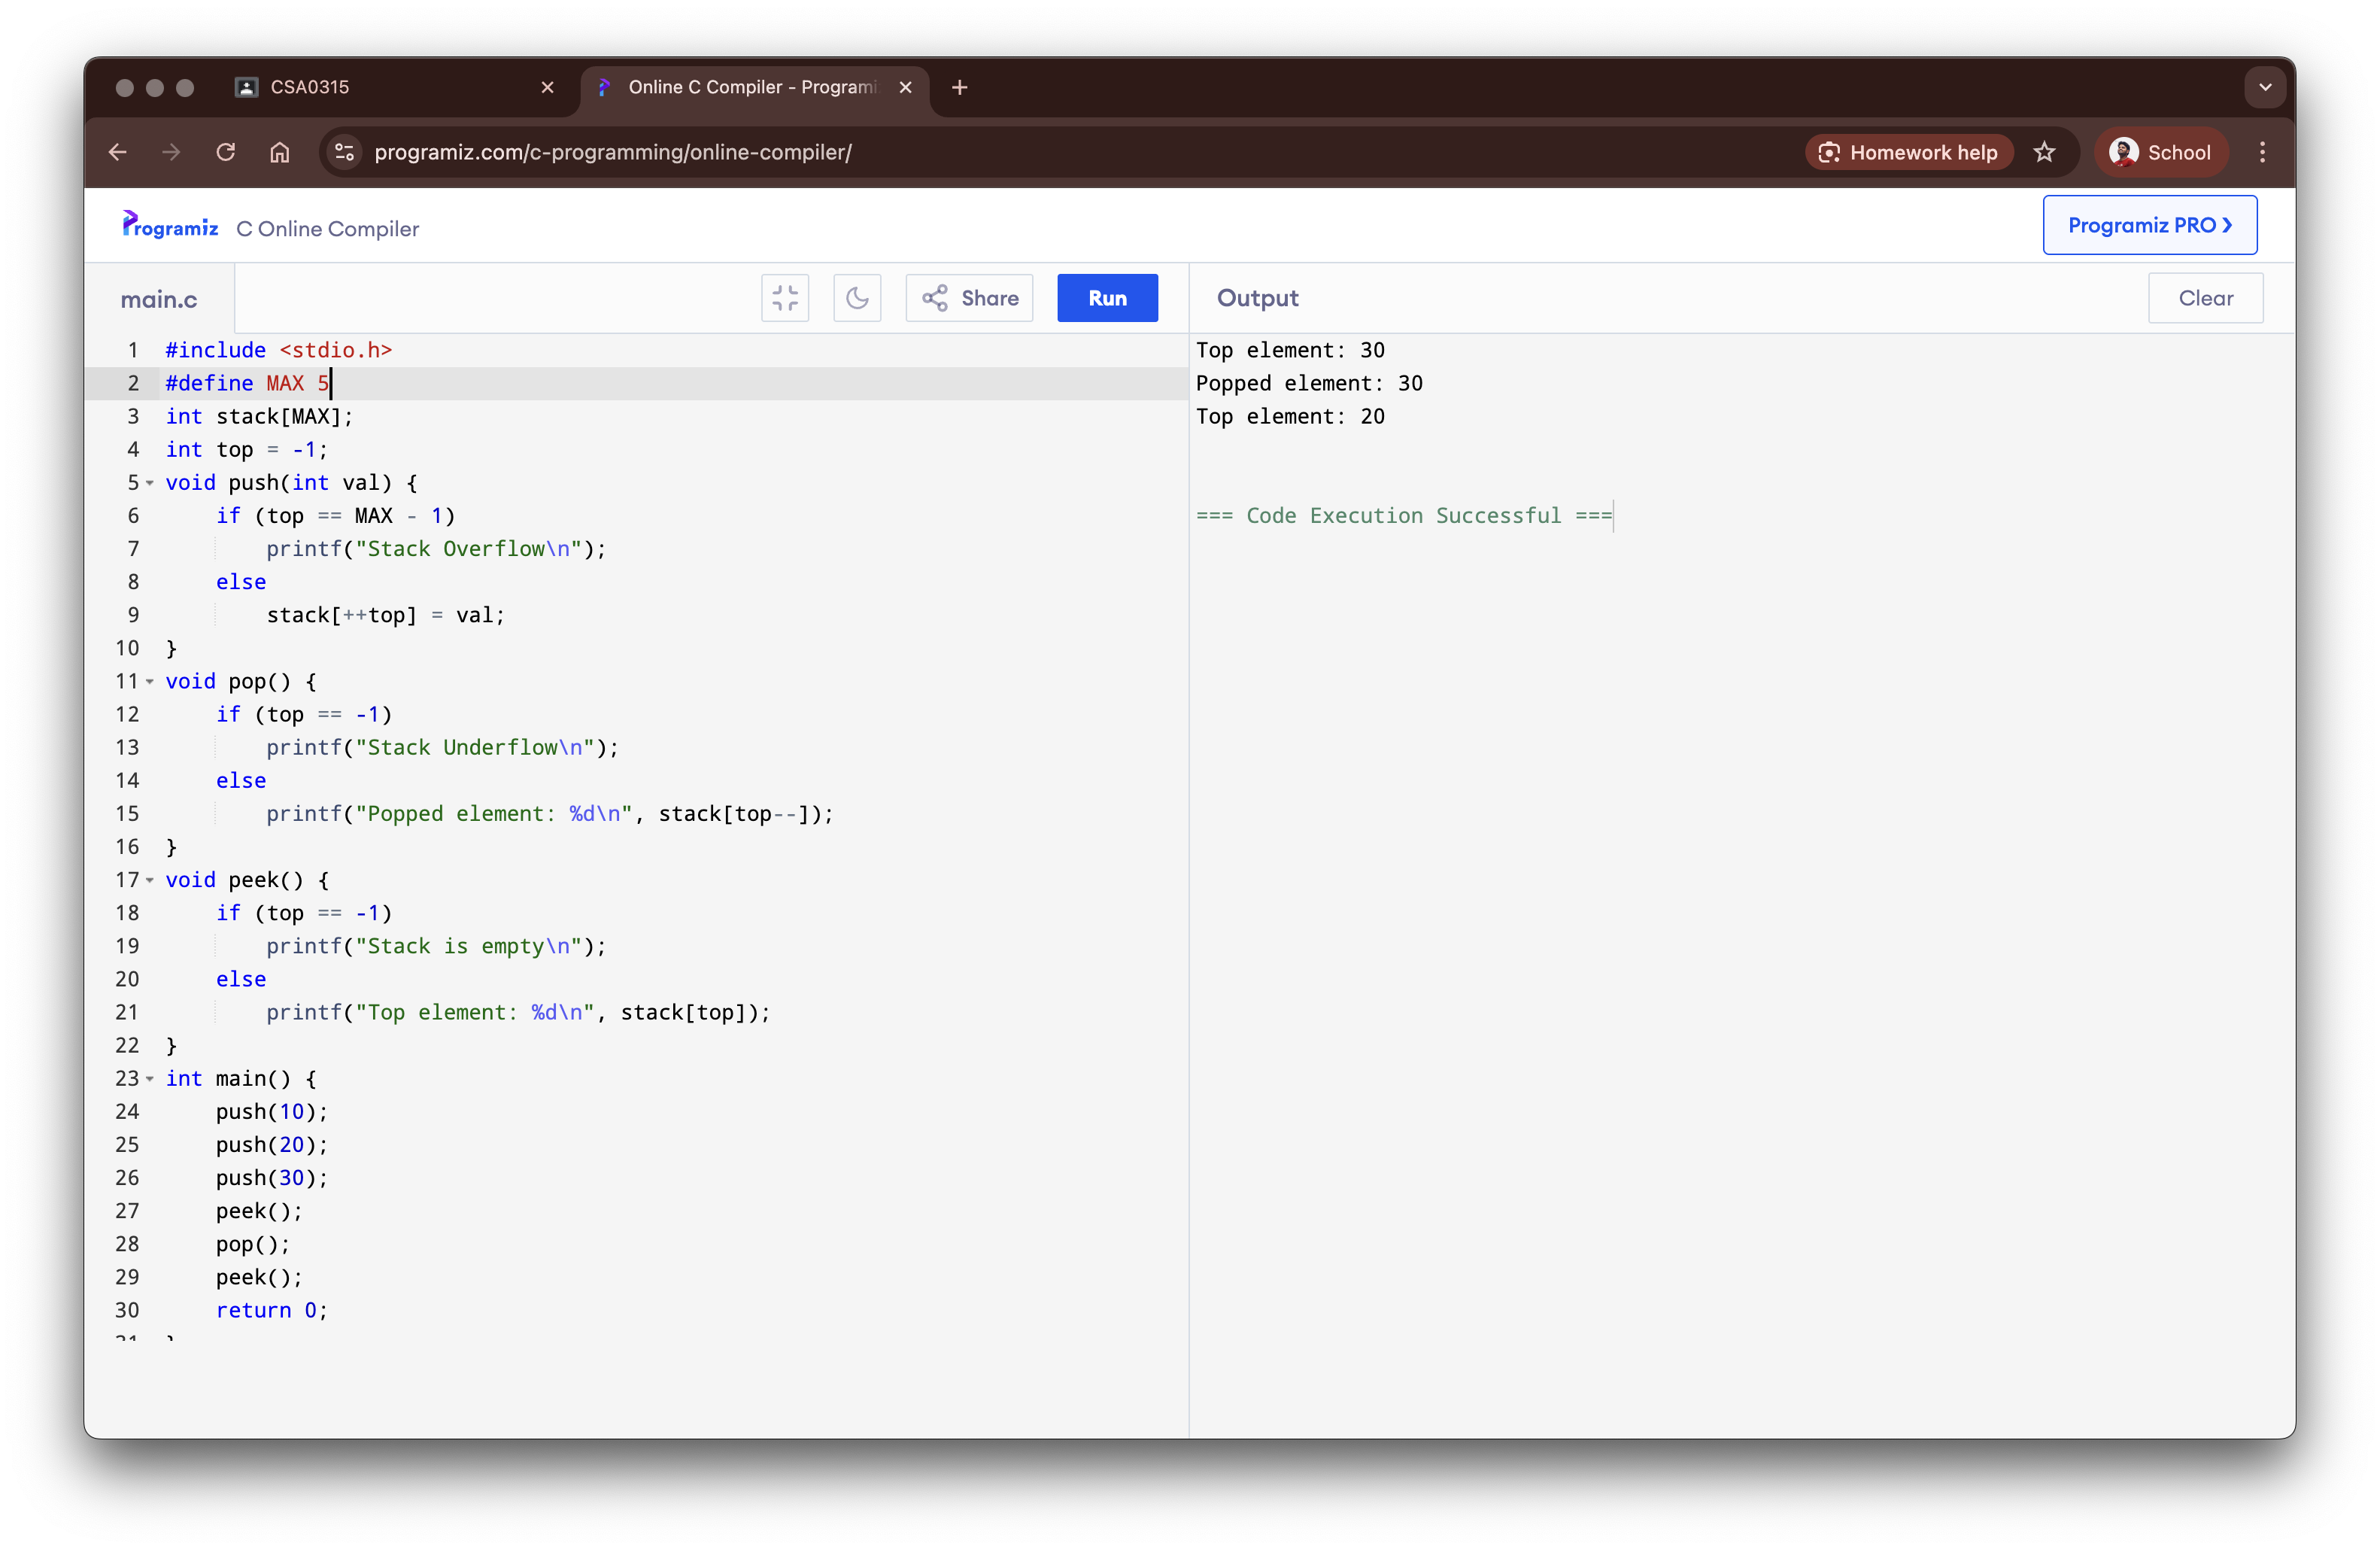 CSA0315
Online C Compiler - Programi
programiz.com/c-programming/online-compiler/
Homework help
School
Programiz
C Online Compiler
Programiz PRO ❯
main.c
Share
Run
Output
Clear
1 #include <stdio.h>
2 #define MAX 5
3 int stack[MAX];
4 int top = -1;
5 void push(int val) {
6     if (top == MAX - 1)
7         printf("Stack Overflow\n");
8     else
9         stack[++top] = val;
10 }
11 void pop() {
12     if (top == -1)
13         printf("Stack Underflow\n");
14     else
15         printf("Popped element: %d\n", stack[top--]);
16 }
17 void peek() {
18     if (top == -1)
19         printf("Stack is empty\n");
20     else
21         printf("Top element: %d\n", stack[top]);
22 }
23 int main() {
24     push(10);
25     push(20);
26     push(30);
27     peek();
28     pop();
29     peek();
30     return 0;
Top element: 30
Popped element: 30
Top element: 20
=== Code Execution Successful ===